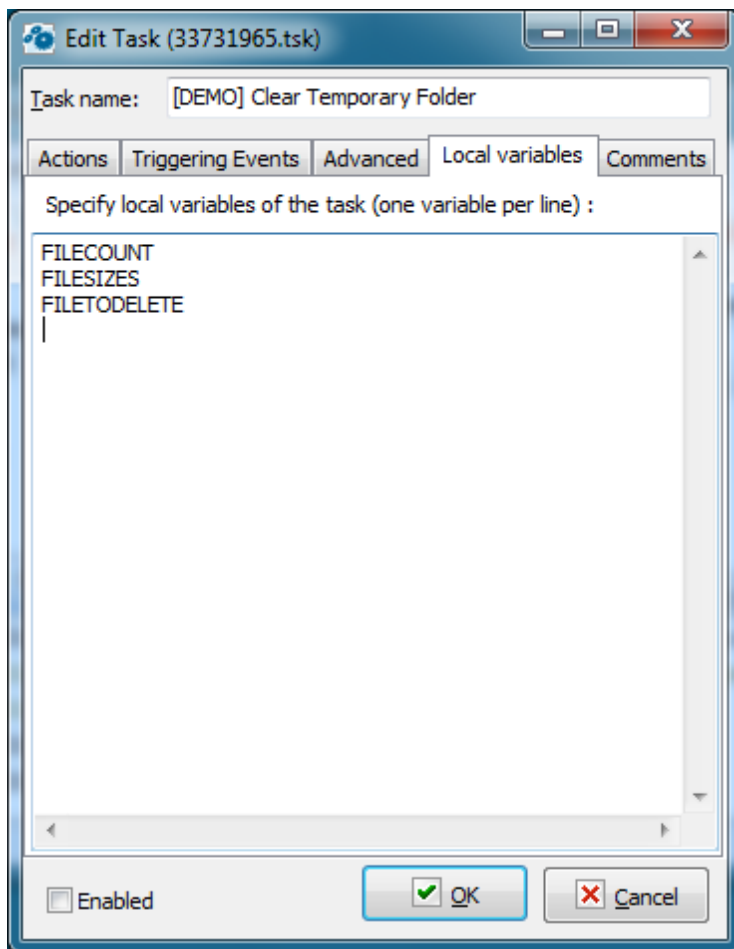 Edit Task (33731965.tsk)
Task name: [DEMO] Clear Temporary Folder
Actions Triggering Events Advanced Local variables Comments
Specify local variables of the task (one variable per line) :
FILECOUNT
FILESIZES
FILETODELETE
Enabled OK Cancel